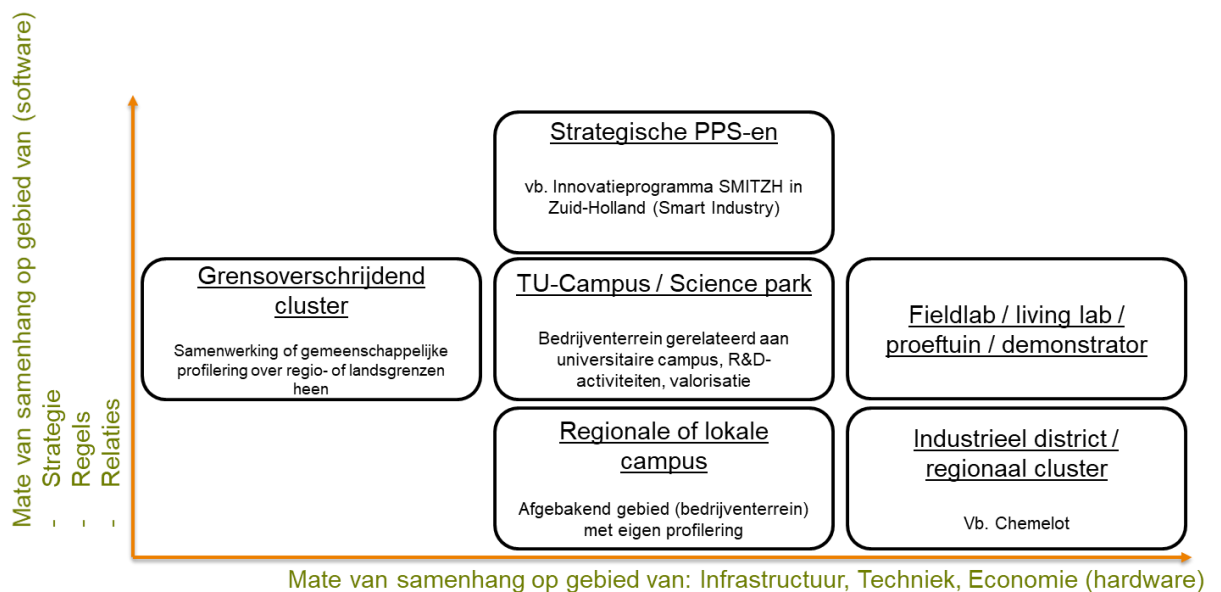 Mate van samenhang op gebied van (software)
- Strategie
- Regels
- Relaties
Strategische PPS-en
vb. Innovatieprogramma SMITZH in
Zuid-Holland (Smart Industry)
Grensoverschrijdend
cluster
Samenwerking of gemeenschappelijke
profilering over regio- of landsgrenzen
heen
TU-Campus / Science park
Bedrijventerrein gerelateerd aan
universitaire campus, R&D-
activiteiten, valorisatie
Fieldlab / living lab /
proeftuin / demonstrator
Regionale of lokale
campus
Afgebakend gebied (bedrijventerrein)
met eigen profilering
Industrieel district /
regionaal cluster
Vb. Chemelot
Mate van samenhang op gebied van: Infrastructuur, Techniek, Economie (hardware)